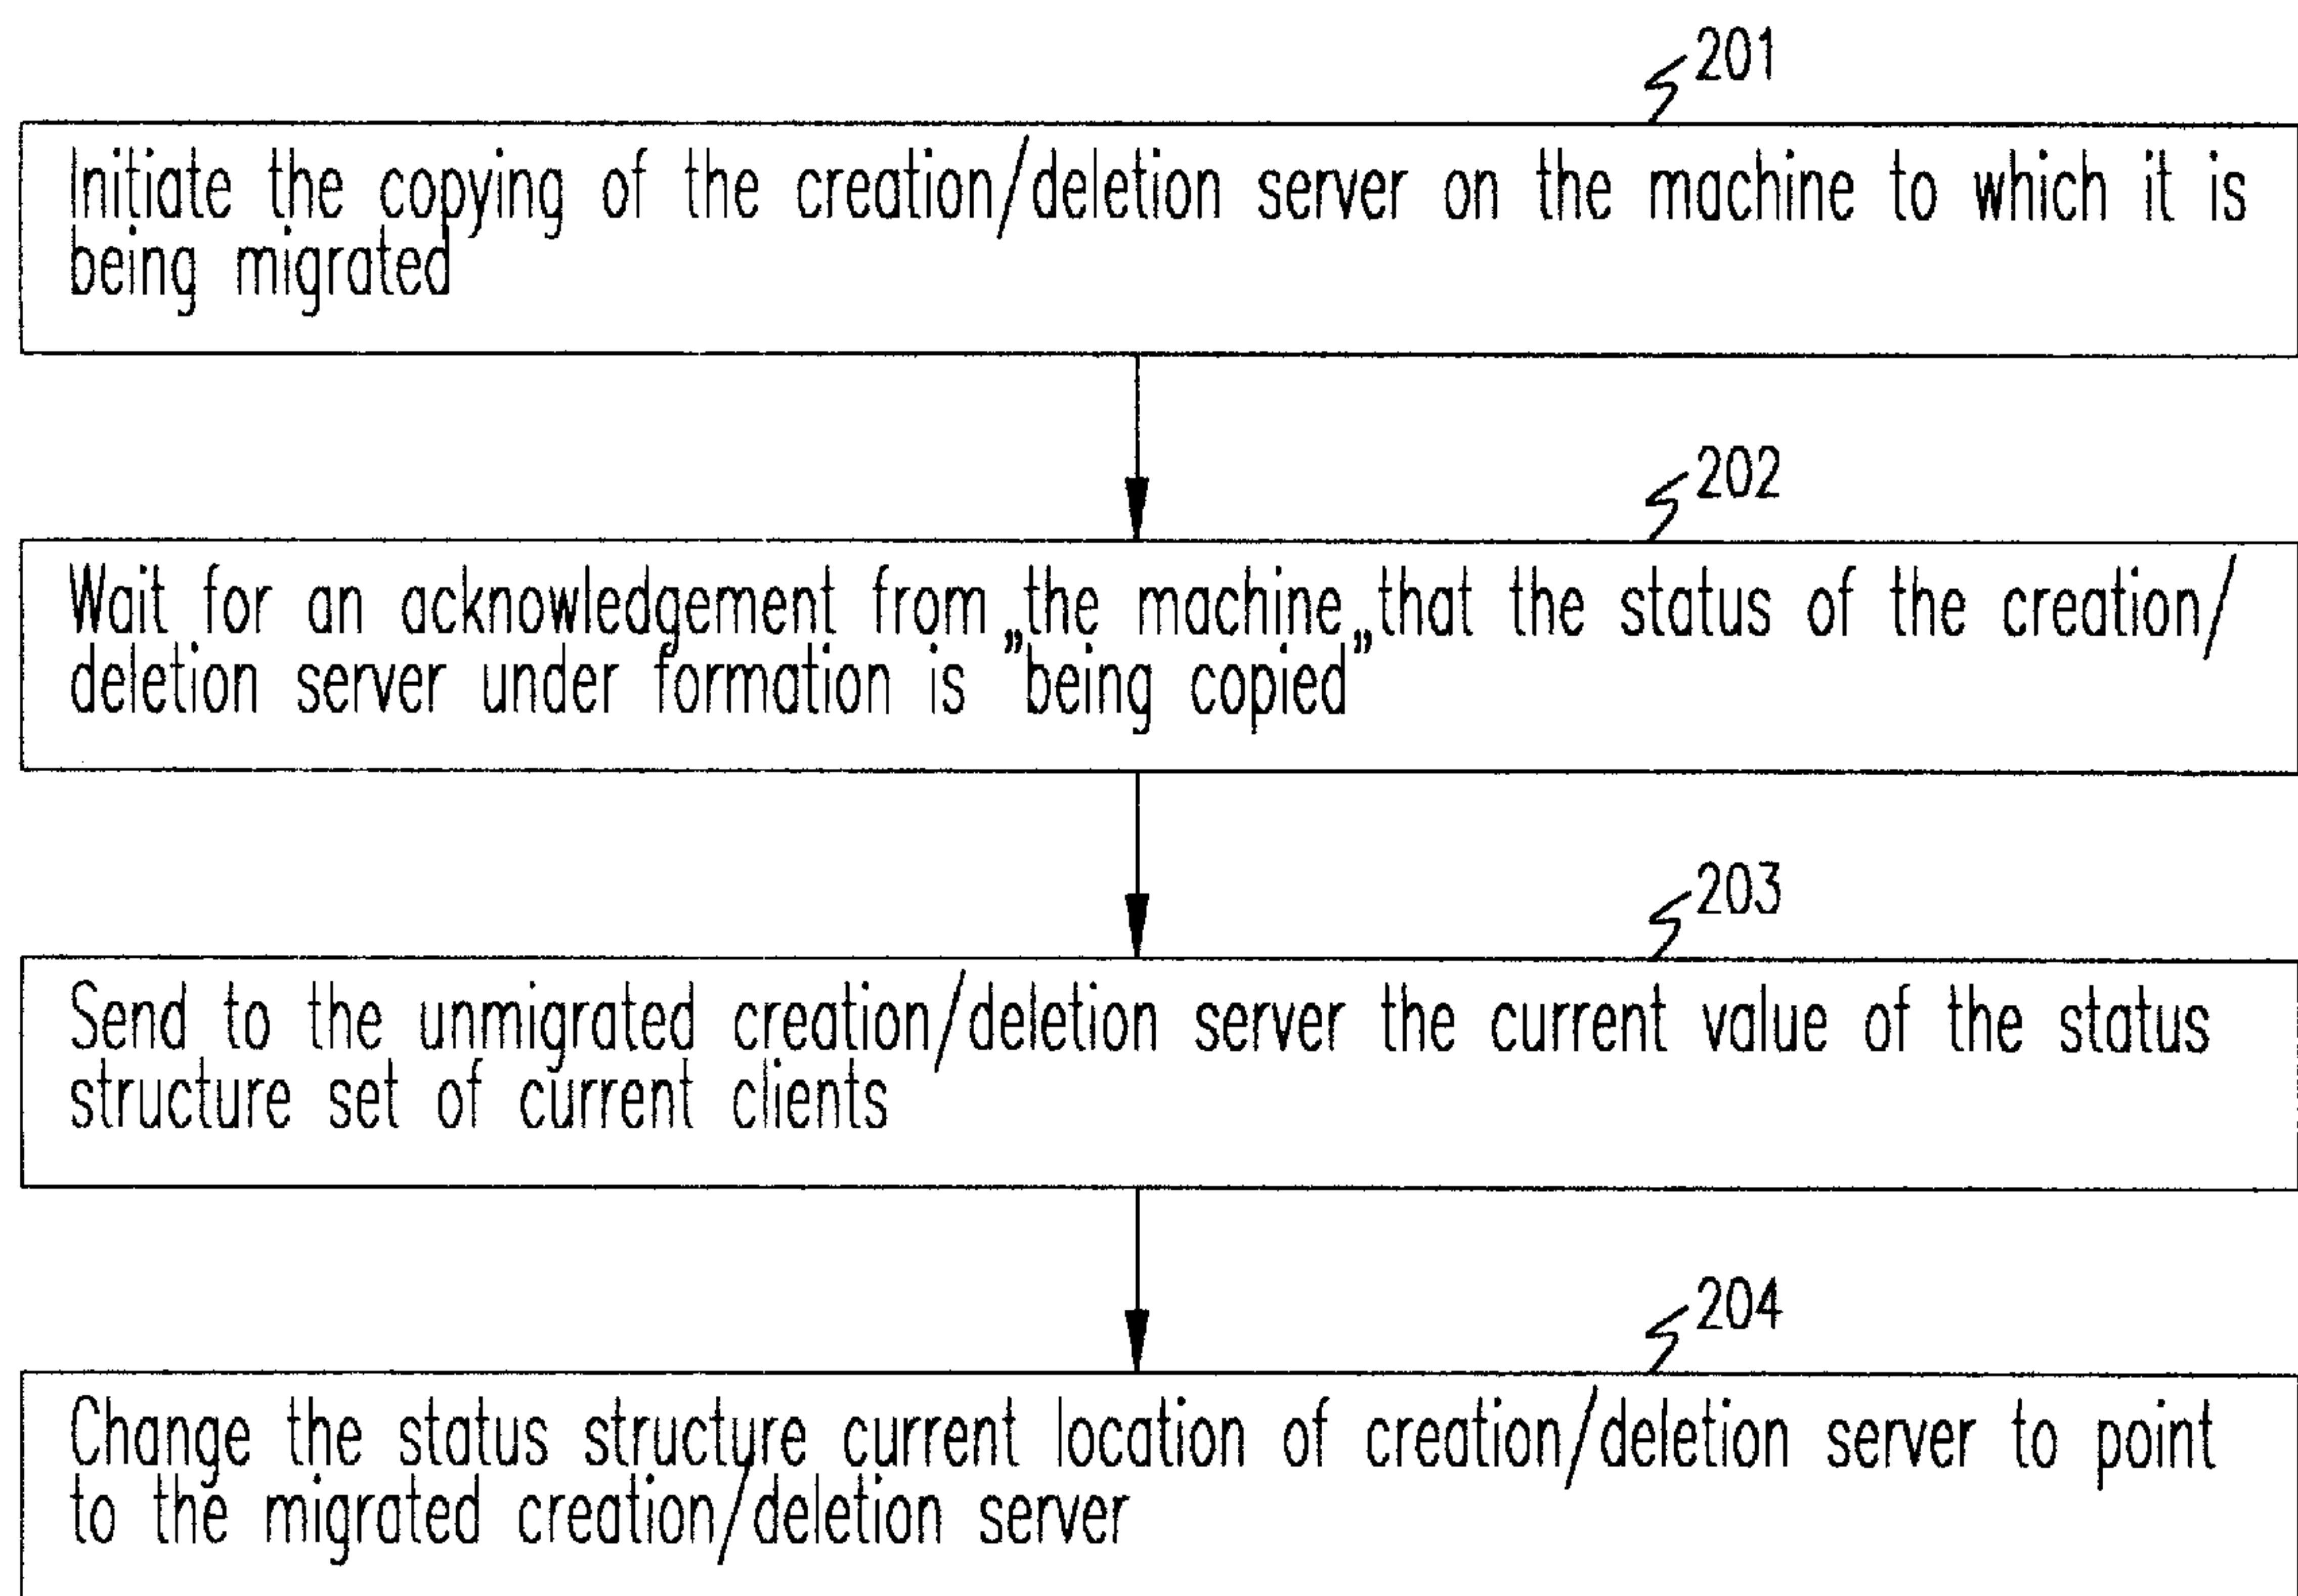 201
Initiate the copying of the creation/deletion server on the machine to which it is
being migrated
202
Wait for an acknowledgement from the machine that the status of the creation/
deletion server under formation is "being copied"
203
Send to the unmigrated creation/deletion server the current value of the status
structure set of current clients
204
Change the status structure current location of creation/deletion server to point
to the migrated creation/deletion server